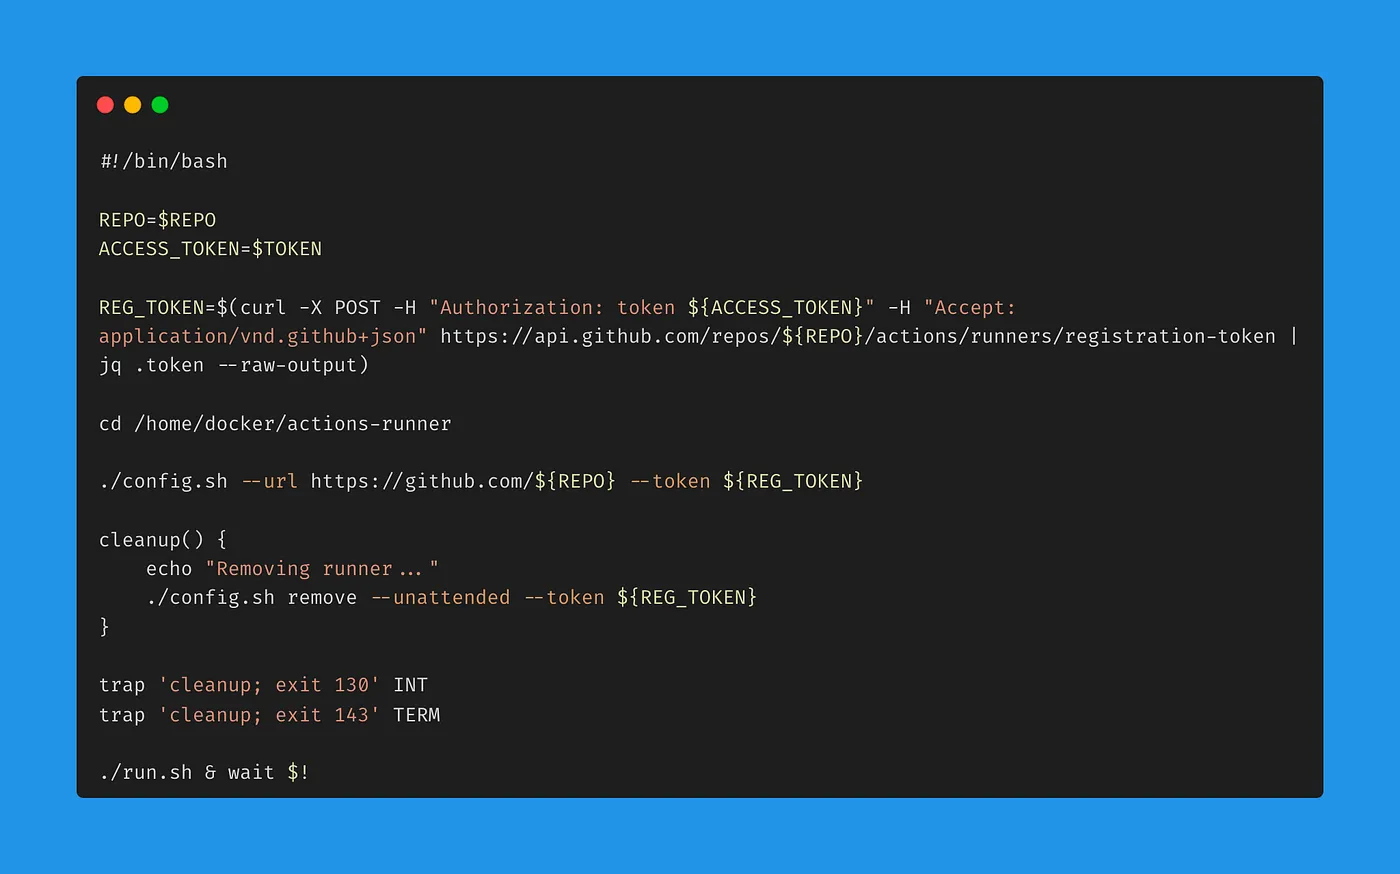 #!/bin/bash
REPO=$REPO
ACCESS_TOKEN=$TOKEN
REG_TOKEN=$(curl -X POST -H "Authorization: token ${ACCESS_TOKEN}" -H "Accept:
application/vnd.github+json" https://api.github.com/repos/${REPO}/actions/runners/registration-token |
jq .token --raw-output)
cd /home/docker/actions-runner
./config.sh --url https://github.com/${REPO} --token ${REG_TOKEN}
cleanup() {
    echo "Removing runner..."
    ./config.sh remove --unattended --token ${REG_TOKEN}
}
trap 'cleanup; exit 130' INT
trap 'cleanup; exit 143' TERM
./run.sh & wait $!